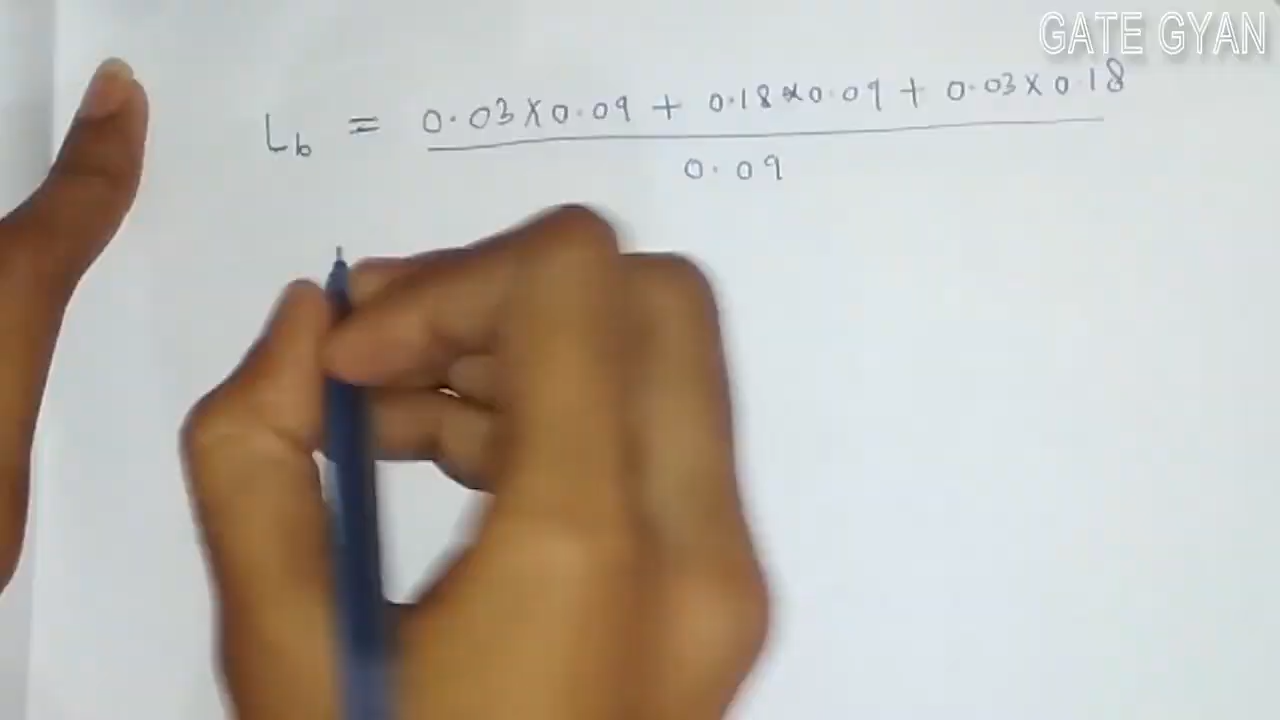 GATE GYAN
Lb = 0.03 X 0.09 + 0.18 x 0.09 + 0.03 X 0.18
0.09